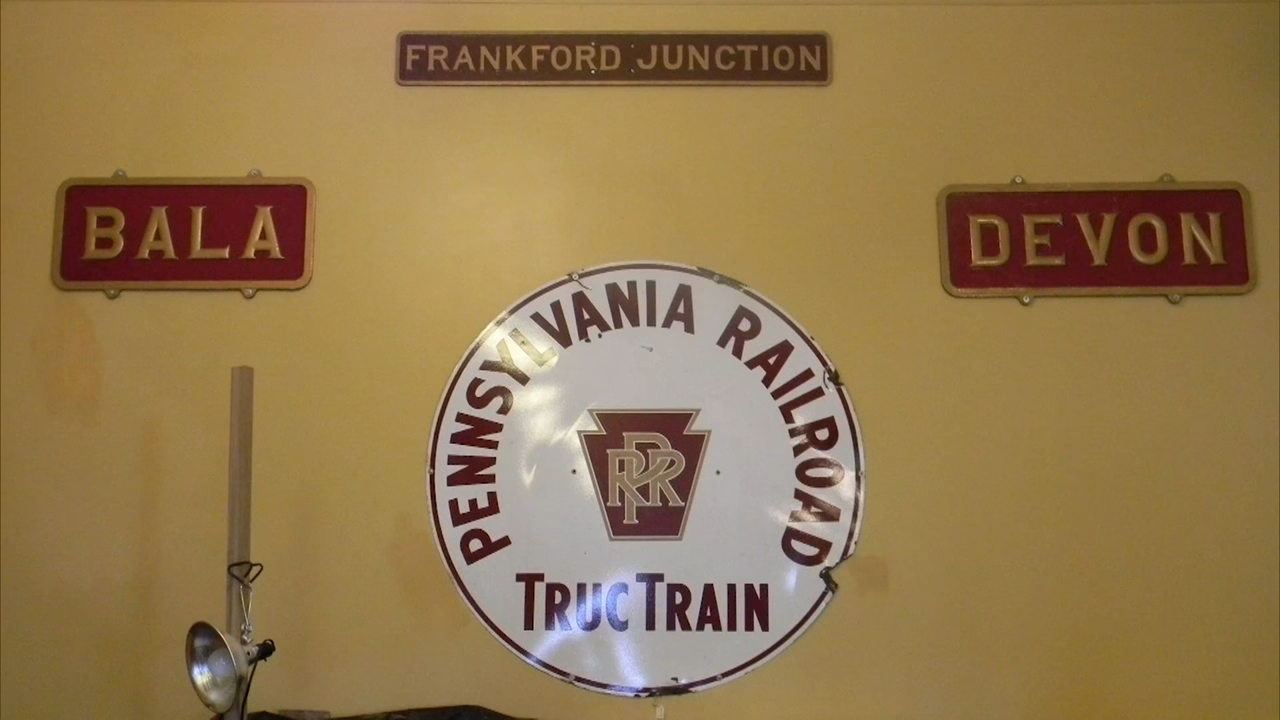 FRANKFORD JUNCTION
BALA
DEVON
PENNSYLVANIA RAILROAD
PRR
TRUCTRAIN